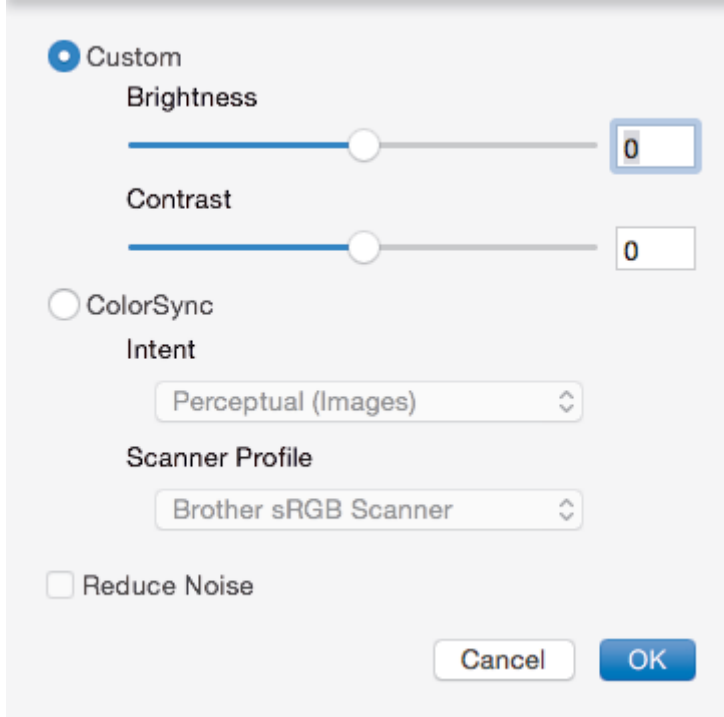 Custom
Brightness
0
Contrast
0
ColorSync
Intent
Perceptual (Images)
Scanner Profile
Brother sRGB Scanner
Reduce Noise
Cancel OK